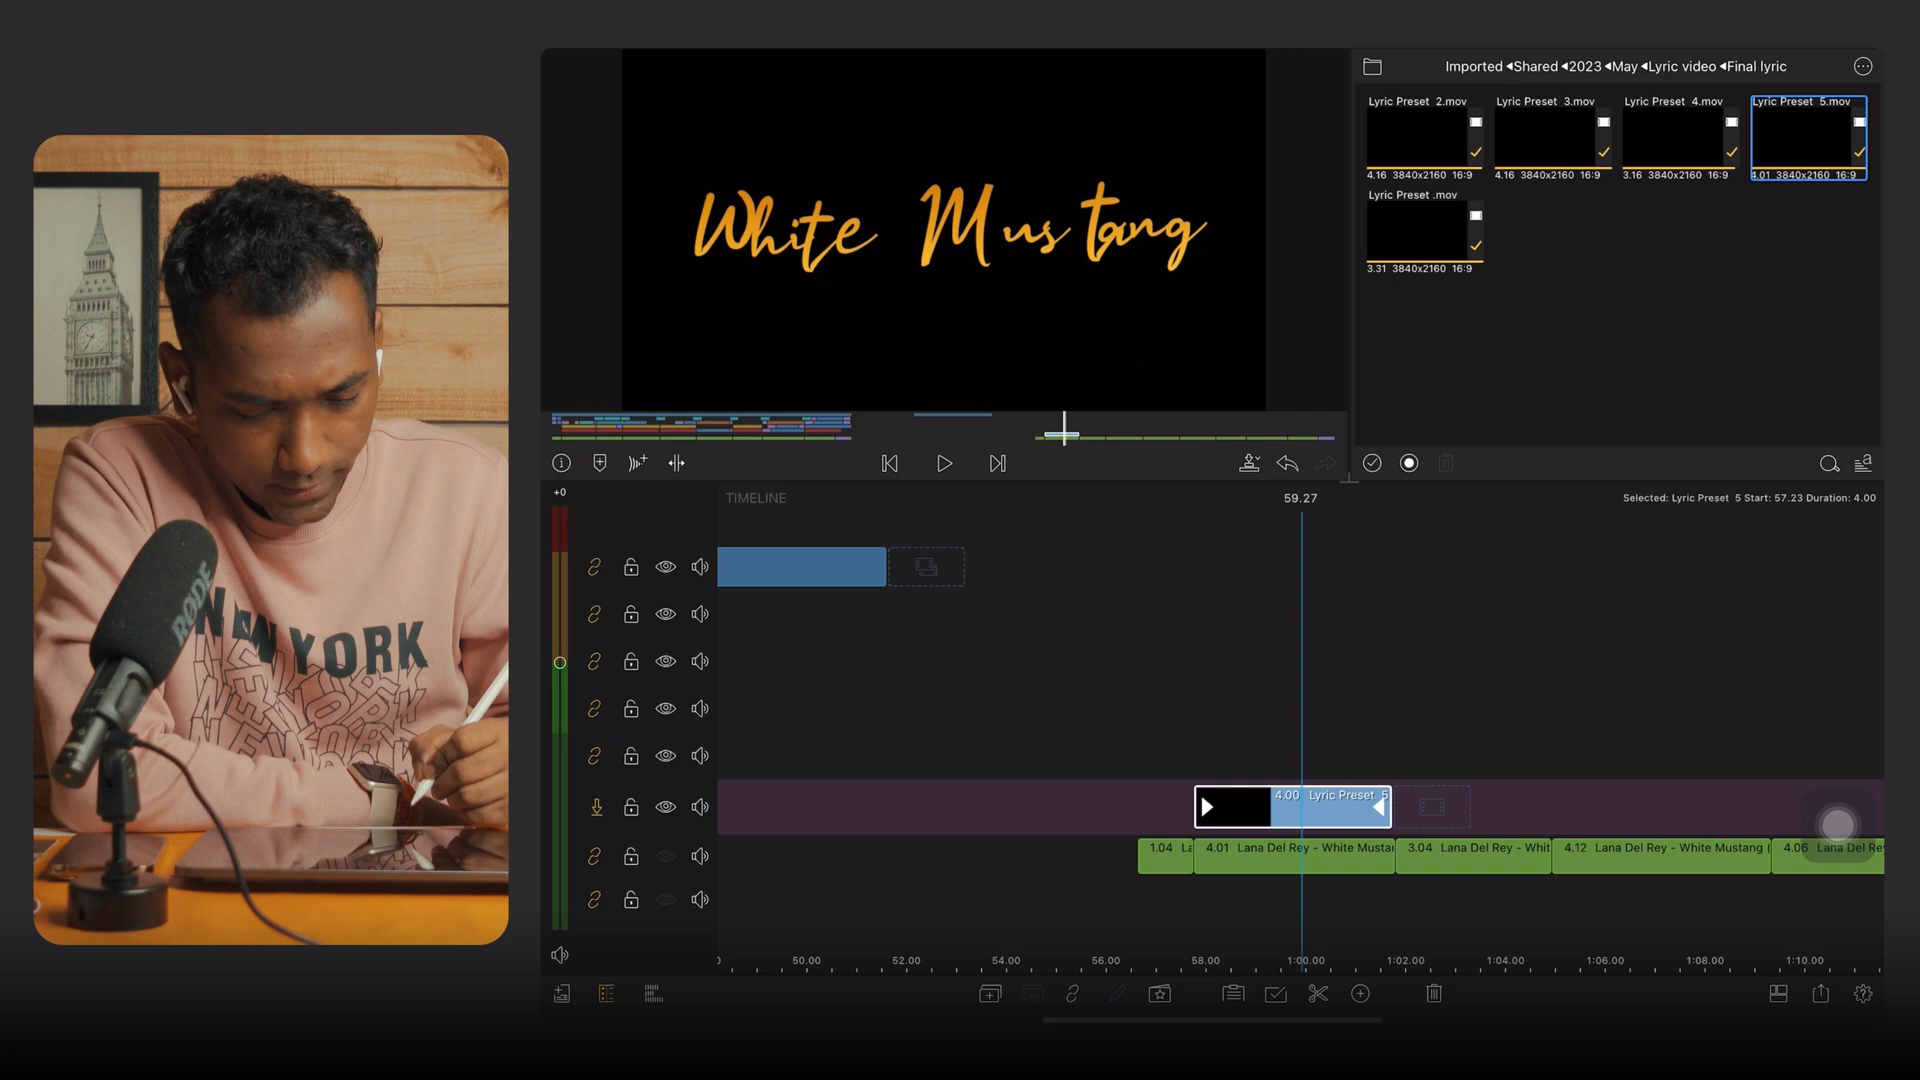 White Mustang
Imported ◂Shared ◂2023 ◂May ◂Lyric video ◂Final lyric
Lyric Preset 2.mov
Lyric Preset 3.mov
Lyric Preset 4.mov
Lyric Preset 5.mov
4.16 3840x2160 16:9
4.16 3840x2160 16:9
3.16 3840x2160 16:9
4.01 3840x2160 16:9
Lyric Preset .mov
3.31 3840x2160 16:9
RODE
NEW YORK
NEW YORK
+0
TIMELINE
59.27
Selected: Lyric Preset 5 Start: 57.23 Duration: 4.00
4.00 Lyric Preset 5
1.04 La
4.01 Lana Del Rey - White Mustar
3.04 Lana Del Rey - Whit
4.12 Lana Del Rey - White Mustang (
4.06 Lana Del Re
50.00
52.00
54.00
56.00
58.00
1:00.00
1:02.00
1:04.00
1:06.00
1:08.00
1:10.00